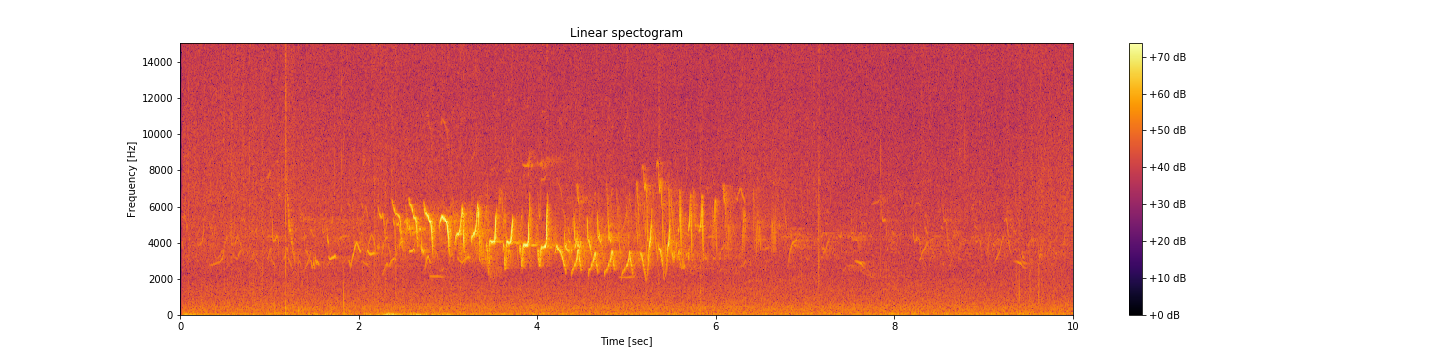 Linear spectogram
14000
12000
10000
8000
6000
4000
2000
0
Frequency [Hz]
0 2 4 6 8 10
Time [sec]
+70 dB
+60 dB
+50 dB
+40 dB
+30 dB
+20 dB
+10 dB
+0 dB